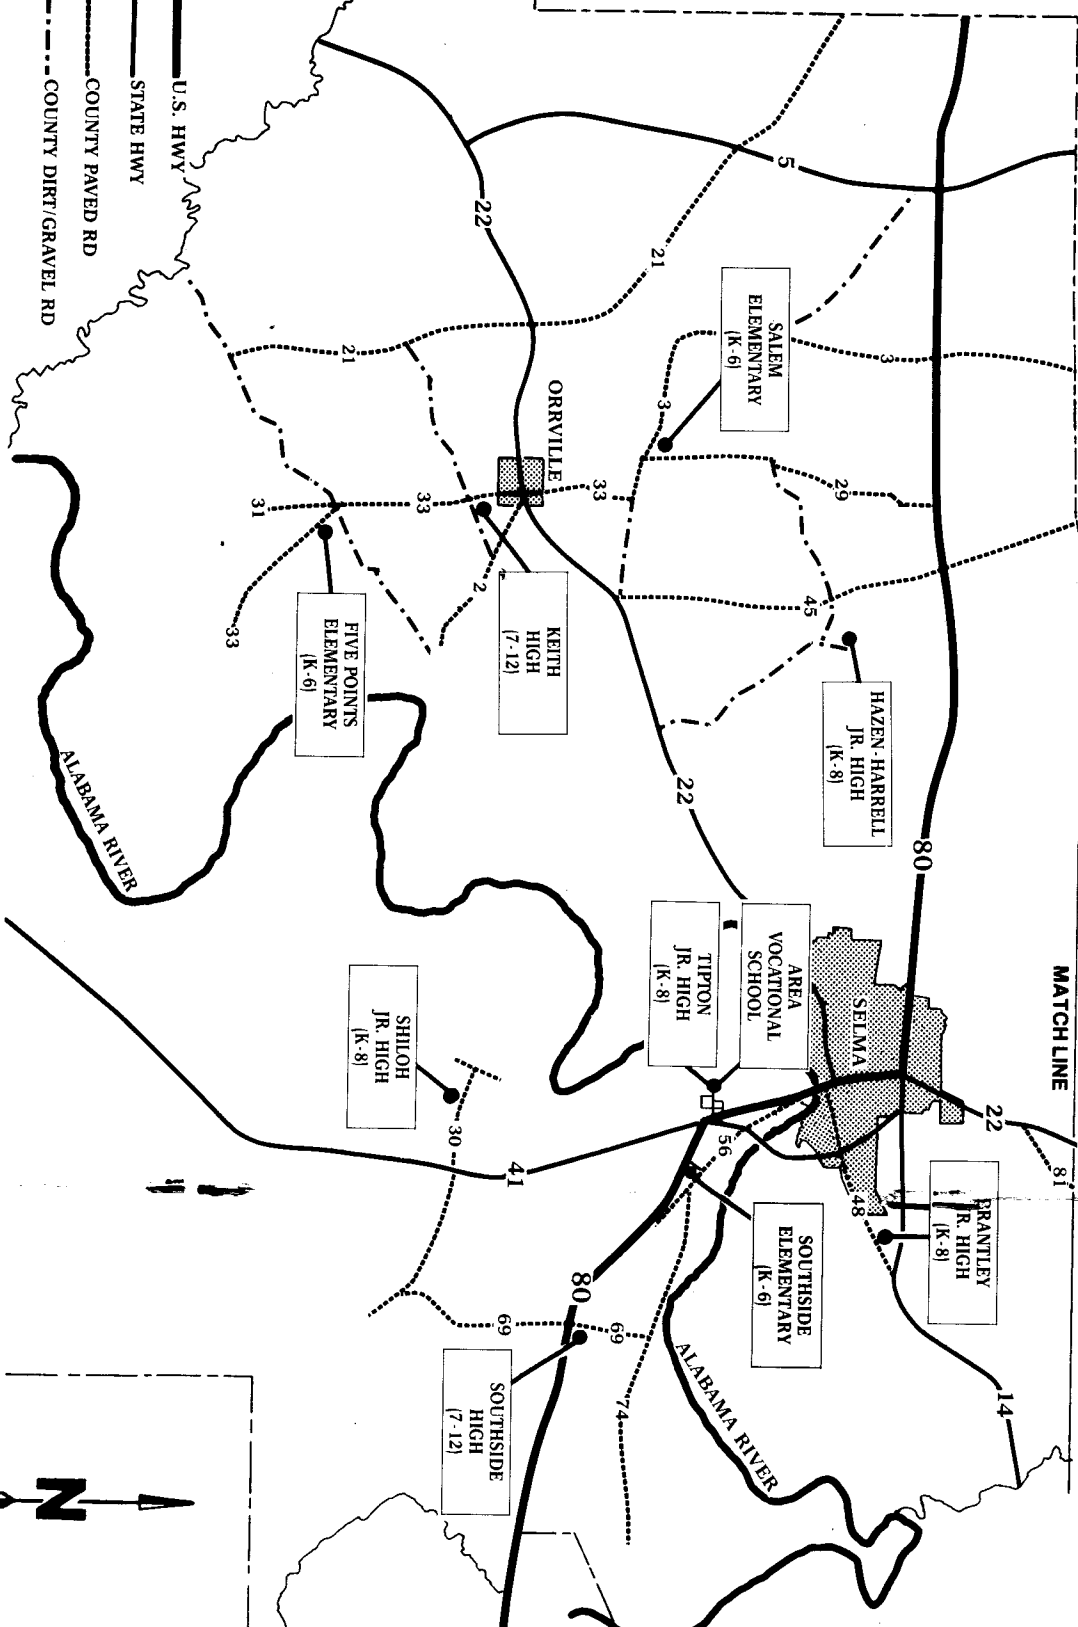 MATCH LINE
5
22
21
3
29
45
80
SALEM
ELEMENTARY
(K-6)
3
HAZEN-HARRELL
JR. HIGH
(K-8)
22
ORRVILLE
33
21
33
31
2
33
KEITH
HIGH
(7-12)
FIVE POINTS
ELEMENTARY
(K-6)
ALABAMA RIVER
SELMA
AREA
VOCATIONAL
SCHOOL
TIPTON
JR. HIGH
(K-8)
SHILOH
JR. HIGH
(K-8)
22
81
BRANTLEY
JR. HIGH
(K-8)
48
56
30
41
14
SOUTHSIDE
ELEMENTARY
(K-6)
80
69
69
74
ALABAMA RIVER
SOUTHSIDE
HIGH
(7-12)
U.S. HWY
STATE HWY
COUNTY PAVED RD
COUNTY DIRT/GRAVEL RD
N